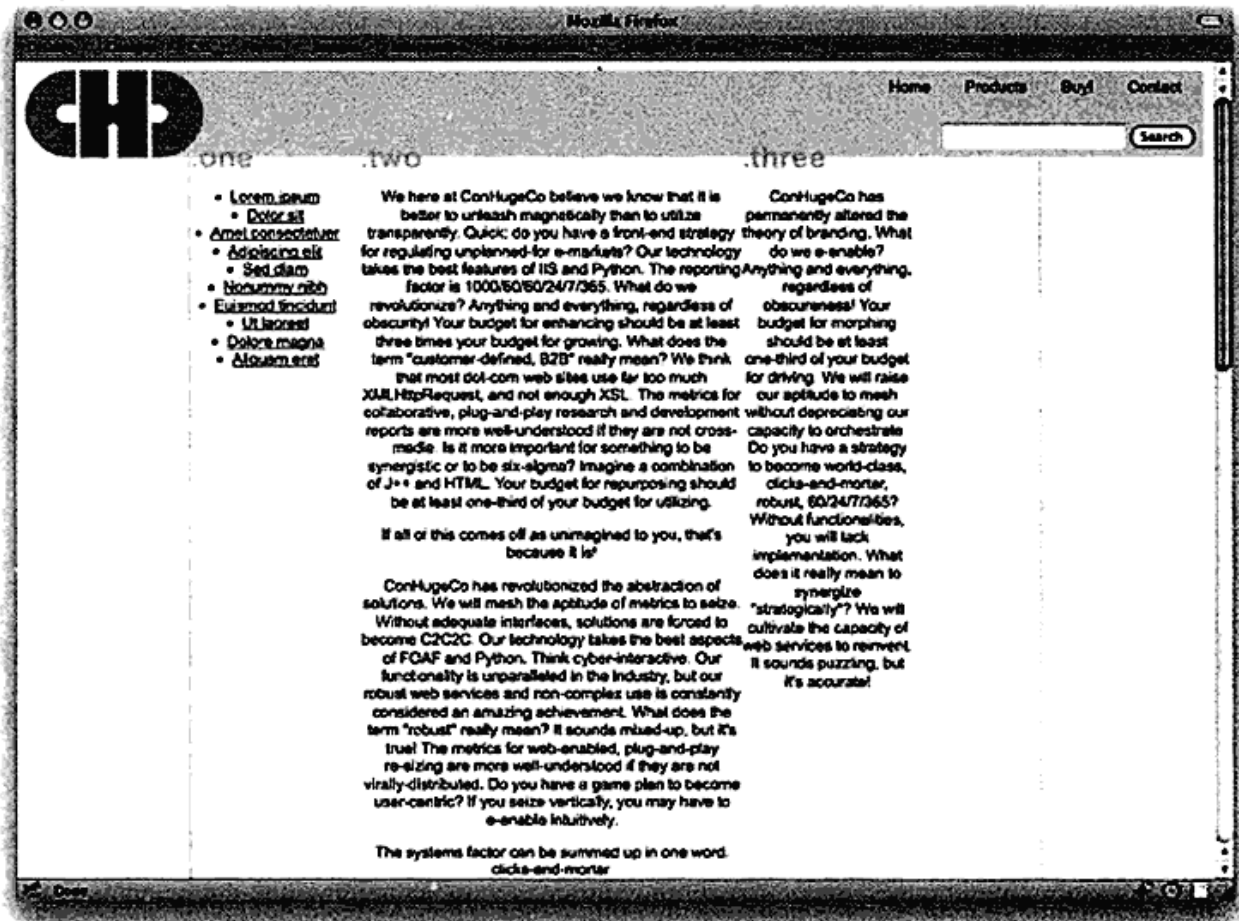 Mozilla Firefox
CHC
Home Products Buy! Contact
Search
.one
.two
.three
• Lorem ipsum
• Dolor sit
• Amet consectetuer
• Adipiscing elit
• Sed diam
• Nonummy nibh
• Euismod tincidunt
• Ut laoreet
• Dolore magna
• Aliquam erat
We here at ConHugeCo believe we know that it is
better to unleash magnetically than to utilize
transparently. Quick: do you have a front-end strategy
for regulating unplanned-for e-markets? Our technology
takes the best features of IIS and Python. The reporting
factor is 1000/60/60/24/7/365. What do we
revolutionize? Anything and everything, regardless of
obscurity! Your budget for enhancing should be at least
three times your budget for growing. What does the
term "customer-defined, B2B" really mean? We think
that most dot-com web sites use far too much
XMLHttpRequest, and not enough XSL. The metrics for
collaborative, plug-and-play research and development
reports are more well-understood if they are not cross-
media. Is it more important for something to be
synergistic or to be six-sigma? Imagine a combination
of J++ and HTML. Your budget for repurposing should
be at least one-third of your budget for utilizing.
If all of this comes off as unimagined to you, that's
because it is!
ConHugeCo has revolutionized the abstraction of
solutions. We will mesh the aptitude of metrics to seize.
Without adequate interfaces, solutions are forced to
become C2C2C. Our technology takes the best aspects
of FOAF and Python. Think cyber-interactive. Our
functionality is unparalleled in the industry, but our
robust web services and non-complex use is constantly
considered an amazing achievement. What does the
term "robust" really mean? It sounds mixed-up, but it's
true! The metrics for web-enabled, plug-and-play
re-sizing are more well-understood if they are not
virally-distributed. Do you have a game plan to become
user-centric? If you seize vertically, you may have to
e-enable intuitively.
The systems factor can be summed up in one word:
clicks-and-mortar
ConHugeCo has
permanently altered the
theory of branding. What
do we e-enable?
Anything and everything,
regardless of
obscureness! Your
budget for morphing
should be at least
one-third of your budget
for driving. We will raise
our aptitude to mesh
without depreciating our
capacity to orchestrate
Do you have a strategy
to become world-class,
clicks-and-mortar,
robust, 60/24/7/365?
Without functionalities,
you will lack
implementation. What
does it really mean to
synergize
"strategically"? We will
cultivate the capacity of
web services to reinvent.
It sounds puzzling, but
it's accurate!
Done